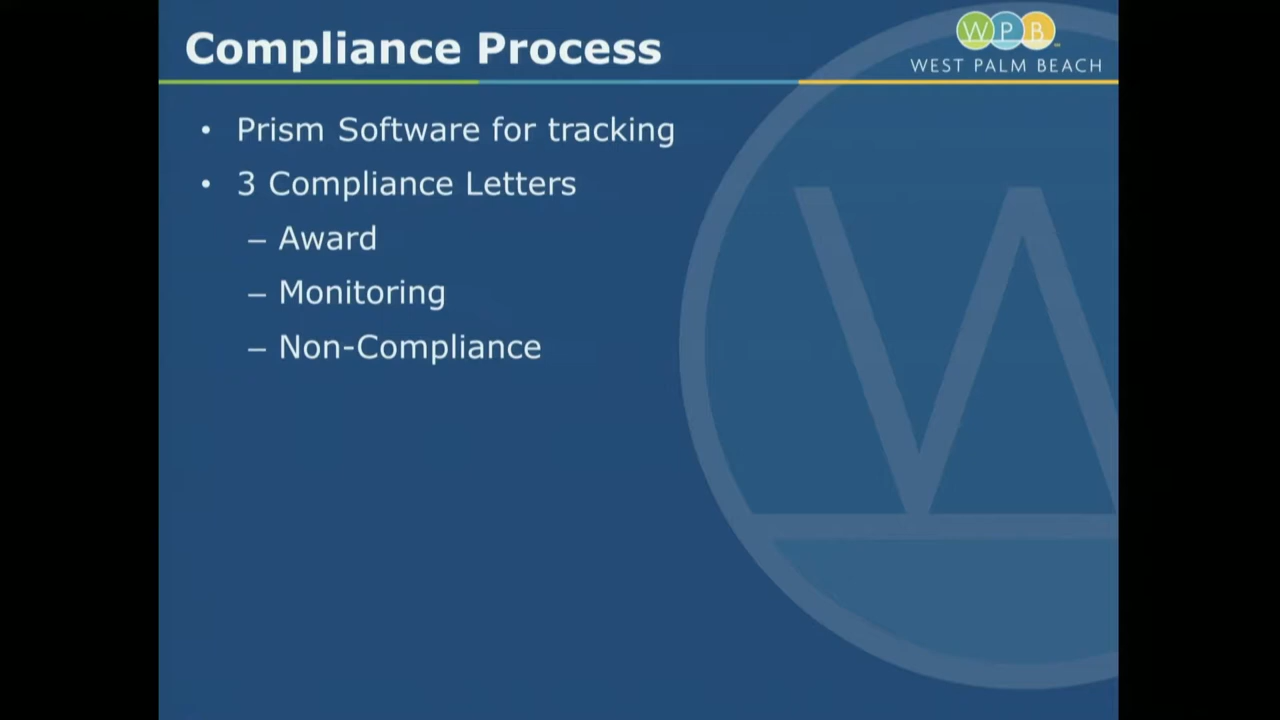 Compliance Process
WPB
WEST PALM BEACH
• Prism Software for tracking
• 3 Compliance Letters
– Award
– Monitoring
– Non-Compliance
W